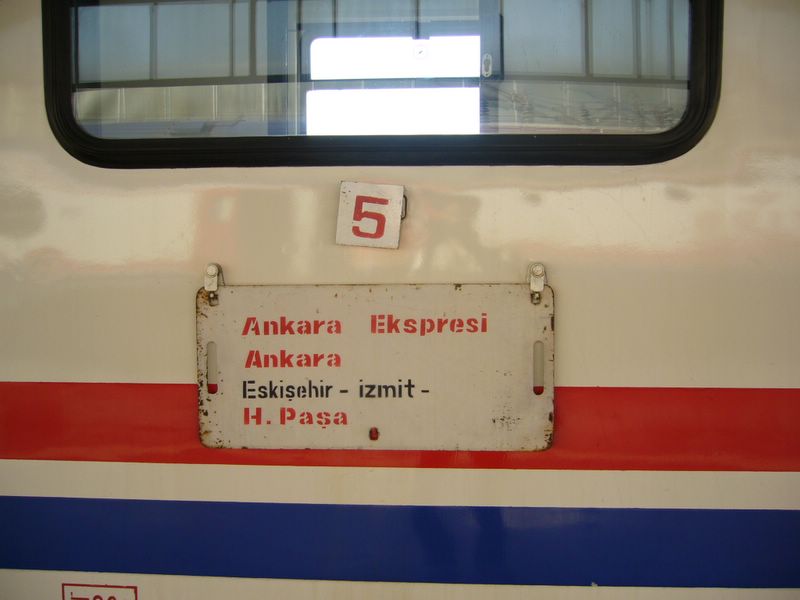 5
Ankara Ekspresi
Ankara
Eskişehir - izmit -
H. Paşa